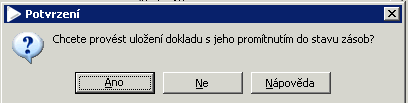 Potvrzení
Chcete provést uložení dokladu s jeho promítnutím do stavu zásob?
Ano
Ne
Nápověda